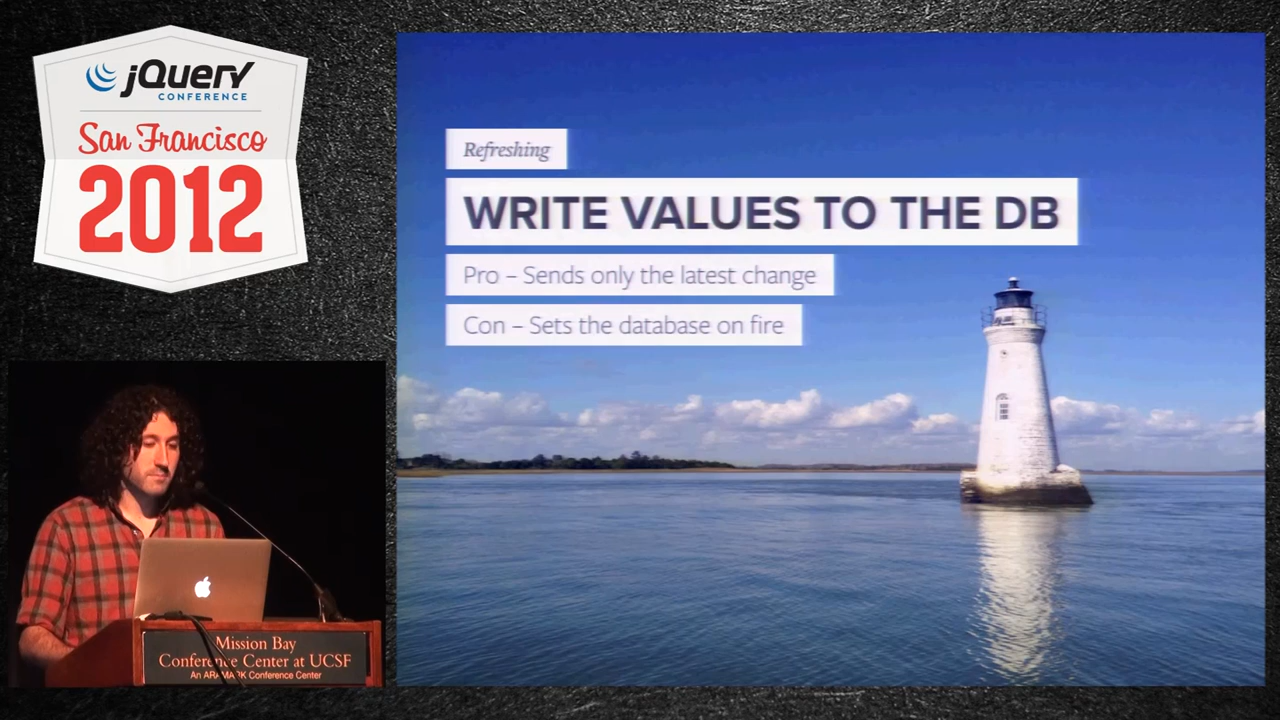 jQuery
CONFERENCE
San Francisco
2012
Refreshing
WRITE VALUES TO THE DB
Pro – Sends only the latest change
Con – Sets the database on fire
Mission Bay
Conference Center at UCSF
An ARAMARK Conference Center